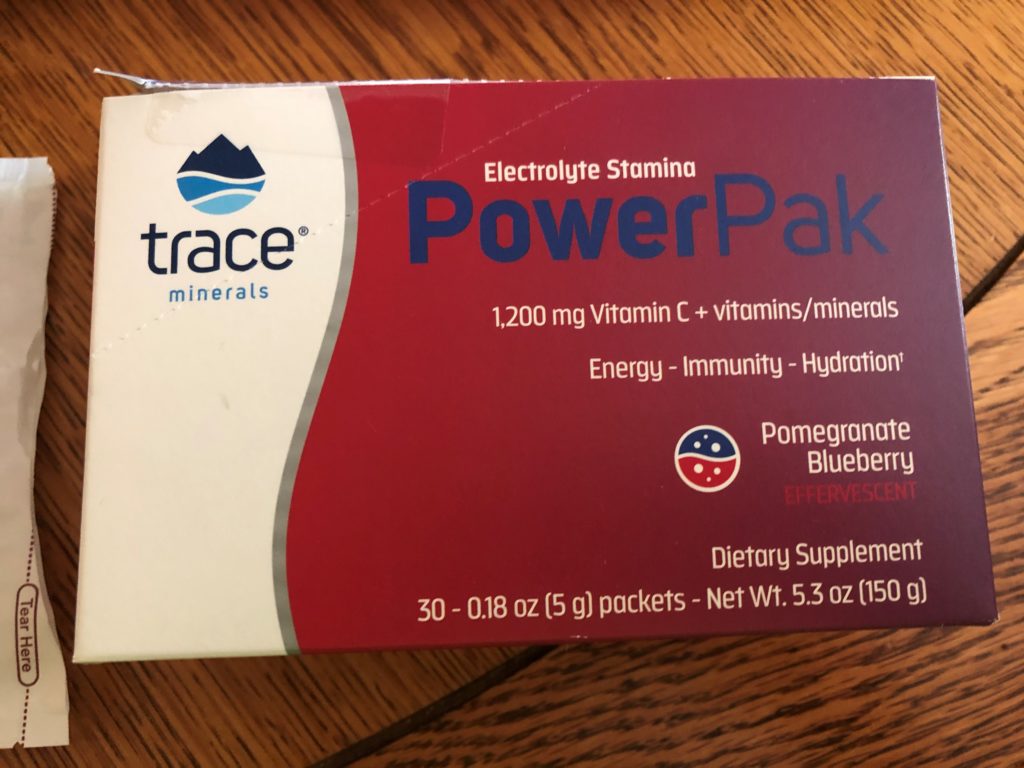 trace®
minerals
Electrolyte Stamina
PowerPak
1,200 mg Vitamin C + vitamins/minerals
Energy - Immunity - Hydration†
Pomegranate
Blueberry
EFFERVESCENT
Dietary Supplement
30 - 0.18 oz (5 g) packets - Net Wt. 5.3 oz (150 g)
Tear Here